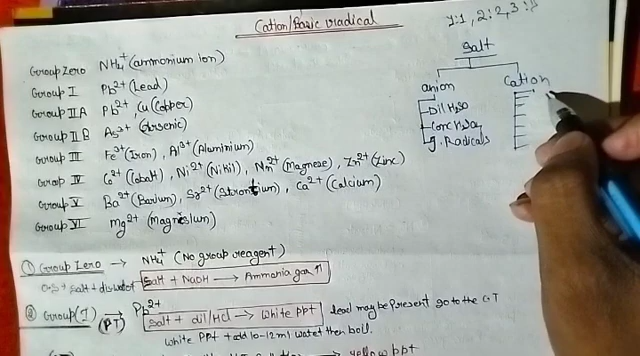 Cation/Basic radical
1:1, 2:2, 3:
Salt
anion
Cation
Dil H2SO
Conc H2SO4
g. Radicals
Group Zero NH4+ (ammonium ion)
Group I Pb2+ (Lead)
Group II A Pb2+, Cu (Copper)
Group II B As3+ (Arsenic)
Group III Fe3+ (Iron), Al3+ (Aluminium)
Group IV Co2+ (Cobalt), Ni2+ (Nikil), Mn2+ (Magnese), Zn2+ (Zinc)
Group V Ba2+ (Barium), Sr2+ (Strontium), Ca2+ (Calcium)
Group VI Mg2+ (Magneslum)
① Group Zero → NH4+ (No group reagent)
O.S + salt + dis water Salt + NaOH → Ammonia gas ↑
② Group (I) (PT) → Pb2+
Salt + dil/HCl → White ppt lead may be present go to the C.T
White PPt + add 10-12 ml water then boil.
→ yellow ppt